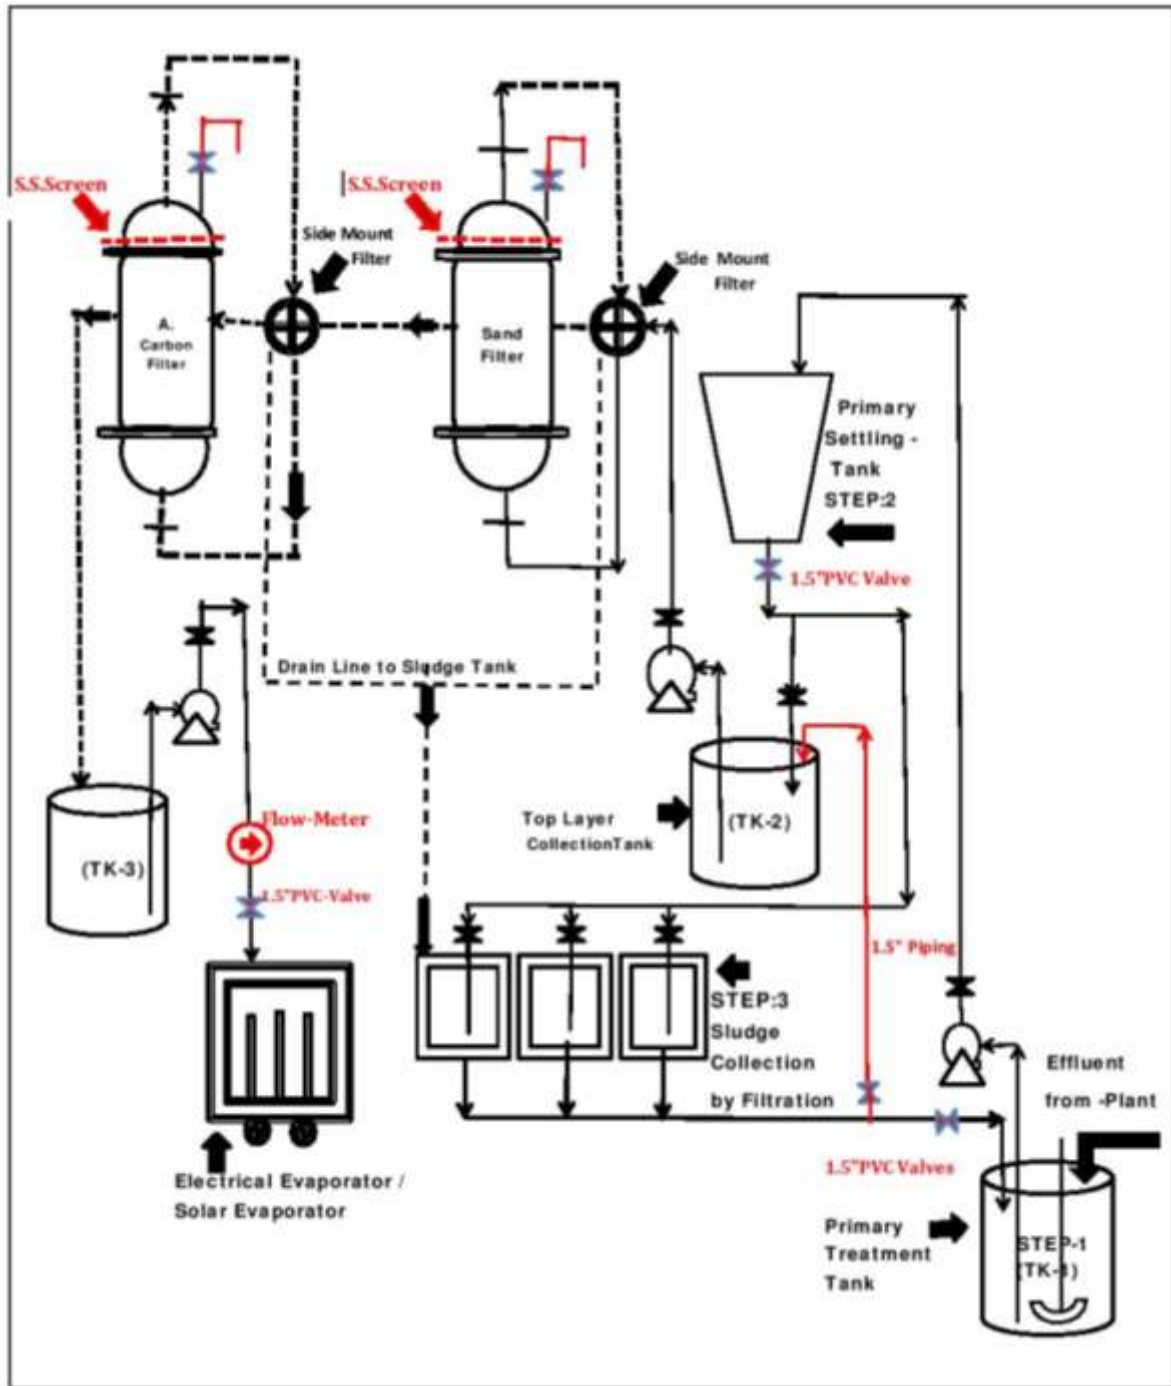 S.S.Screen
S.S.Screen
Side Mount
Filter
Side Mount
Filter
A.
Carbon
Filter
Sand
Filter
Primary
Settling -
Tank
STEP:2
1.5"PVC Valve
Drain Line to Sludge Tank
(TK-3)
Flow-Meter
1.5"PVC-Valve
Top Layer
CollectionTank
(TK-2)
1.5" Piping
STEP:3
Sludge
Collection
by Filtration
Effluent
from -Plant
1.5"PVC Valves
Electrical Evaporator /
Solar Evaporator
Primary
Treatment
Tank
STEP-1
(TK-1)